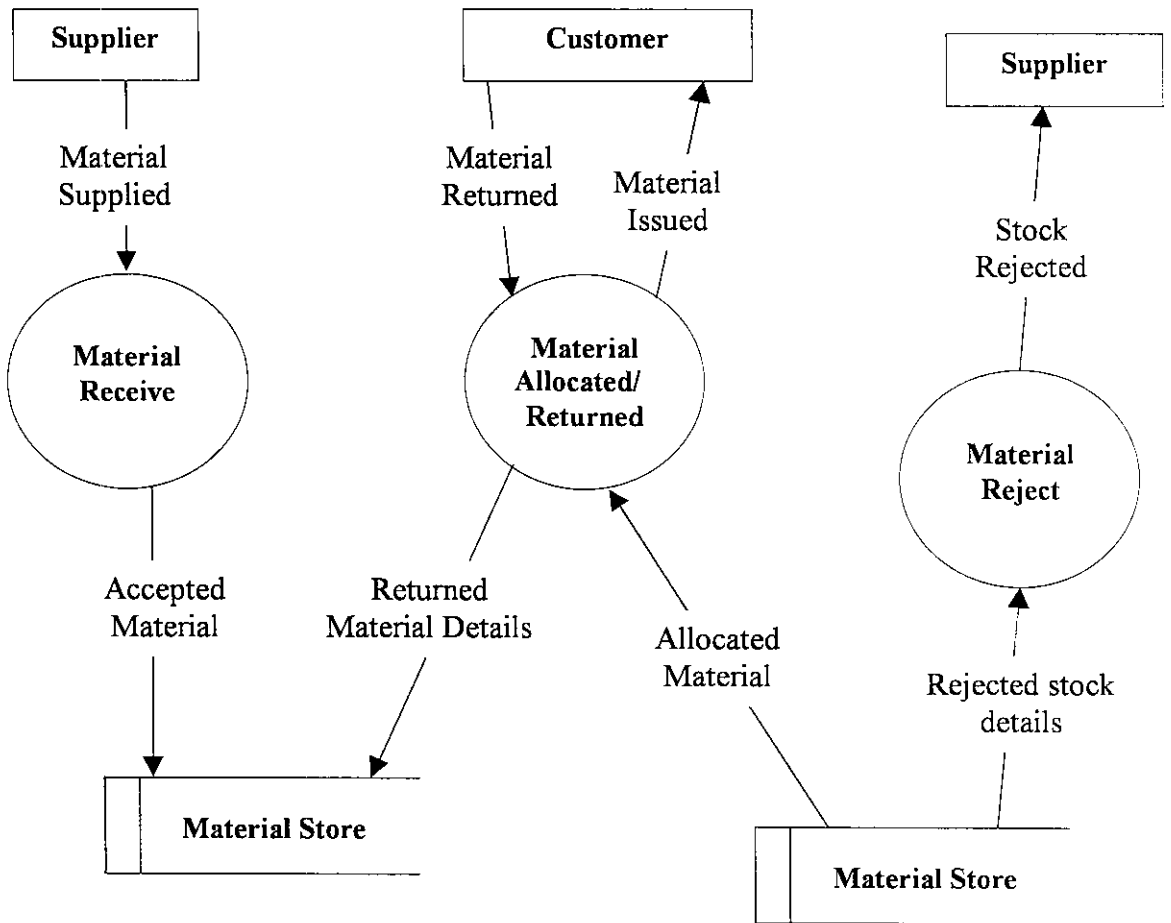 Supplier
Customer
Supplier
Material
Supplied
Material
Returned
Material
Issued
Stock
Rejected
Material
Receive
Material
Allocated/
Returned
Material
Reject
Accepted
Material
Returned
Material Details
Allocated
Material
Rejected stock
details
Material Store
Material Store